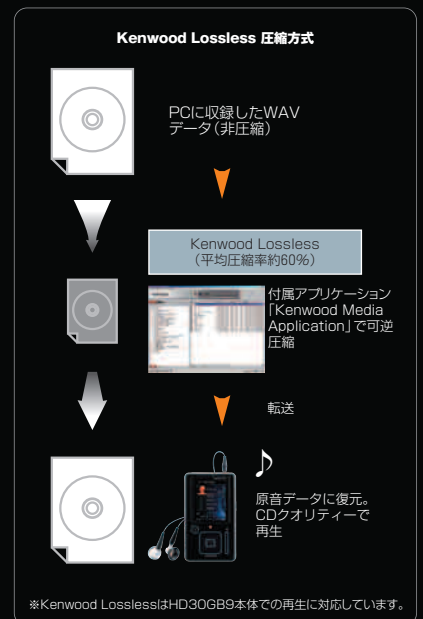 Kenwood Lossless 圧縮方式
PCに収録したWAV
データ(非圧縮)
Kenwood Lossless
(平均圧縮率約60%)
付属アプリケーション
「Kenwood Media
Application」で可逆
圧縮
転送
原音データに復元。
CDクオリティーで
再生
※Kenwood LosslessはHD30GB9本体での再生に対応しています。